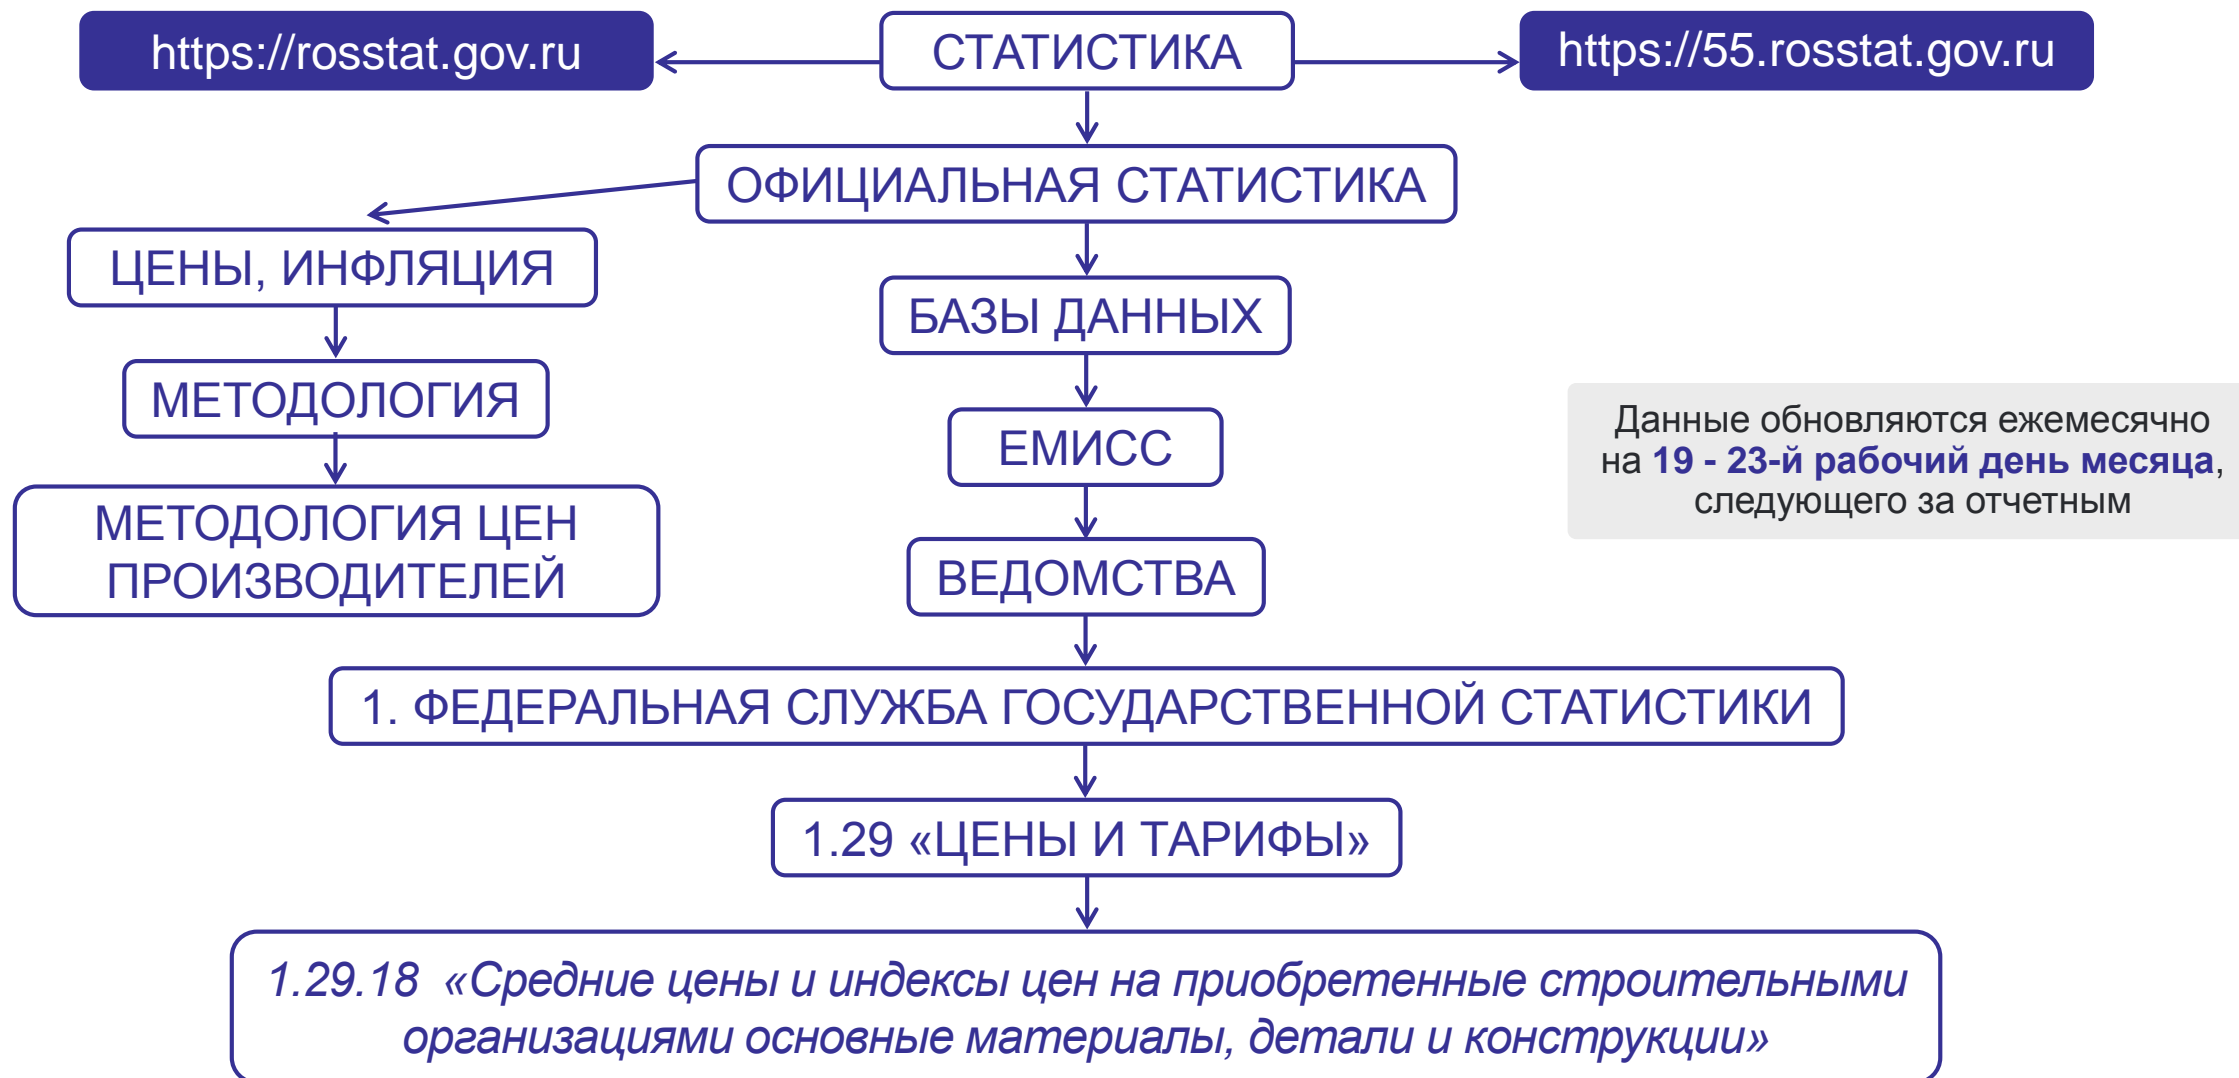 https://rosstat.gov.ru
СТАТИСТИКА
https://55.rosstat.gov.ru
ОФИЦИАЛЬНАЯ СТАТИСТИКА
ЦЕНЫ, ИНФЛЯЦИЯ
МЕТОДОЛОГИЯ
МЕТОДОЛОГИЯ ЦЕН
ПРОИЗВОДИТЕЛЕЙ
БАЗЫ ДАННЫХ
ЕМИСС
ВЕДОМСТВА
1. ФЕДЕРАЛЬНАЯ СЛУЖБА ГОСУДАРСТВЕННОЙ СТАТИСТИКИ
1.29 «ЦЕНЫ И ТАРИФЫ»
1.29.18 «Средние цены и индексы цен на приобретенные строительными
организациями основные материалы, детали и конструкции»
Данные обновляются ежемесячно
на 19 - 23-й рабочий день месяца,
следующего за отчетным